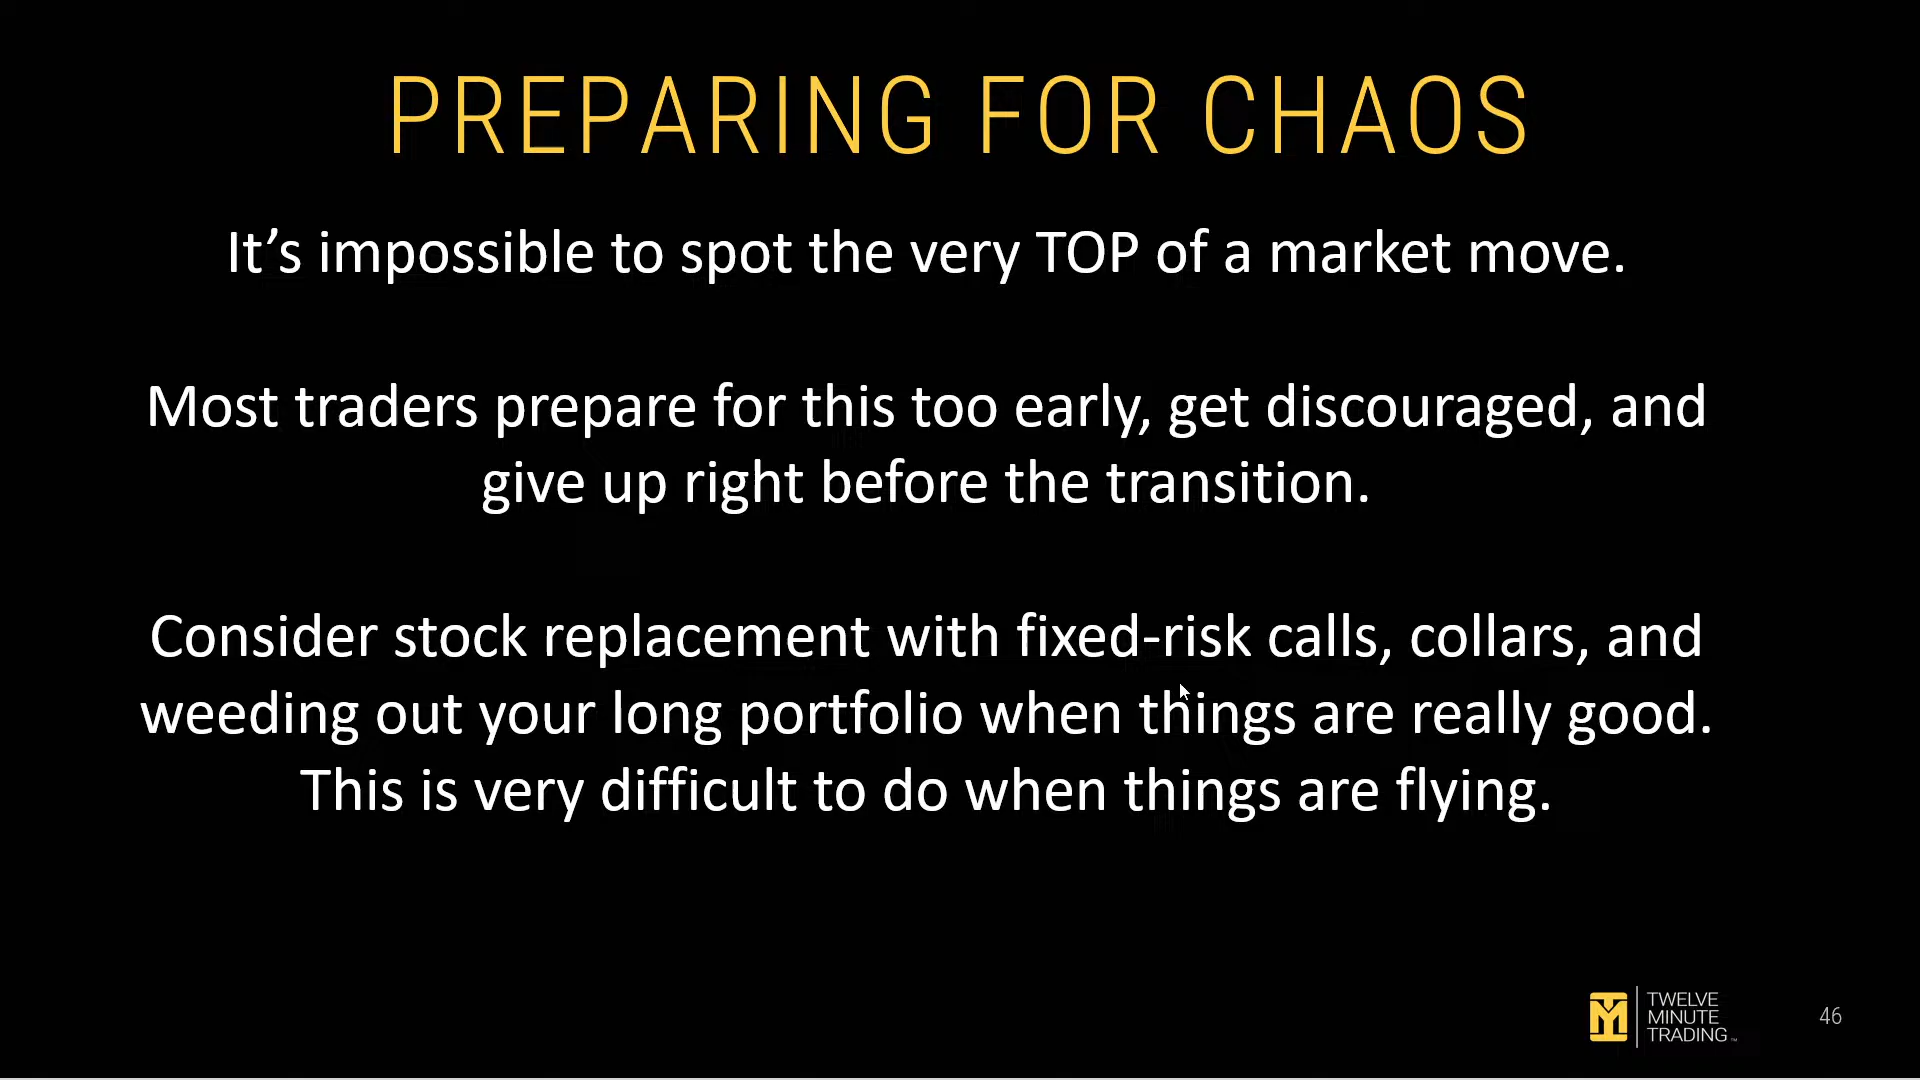 PREPARING FOR CHAOS
It’s impossible to spot the very TOP of a market move.
Most traders prepare for this too early, get discouraged, and
give up right before the transition.
Consider stock replacement with fixed-risk calls, collars, and
weeding out your long portfolio when things are really good.
This is very difficult to do when things are flying.
TWELVE
MINUTE
TRADING™
46